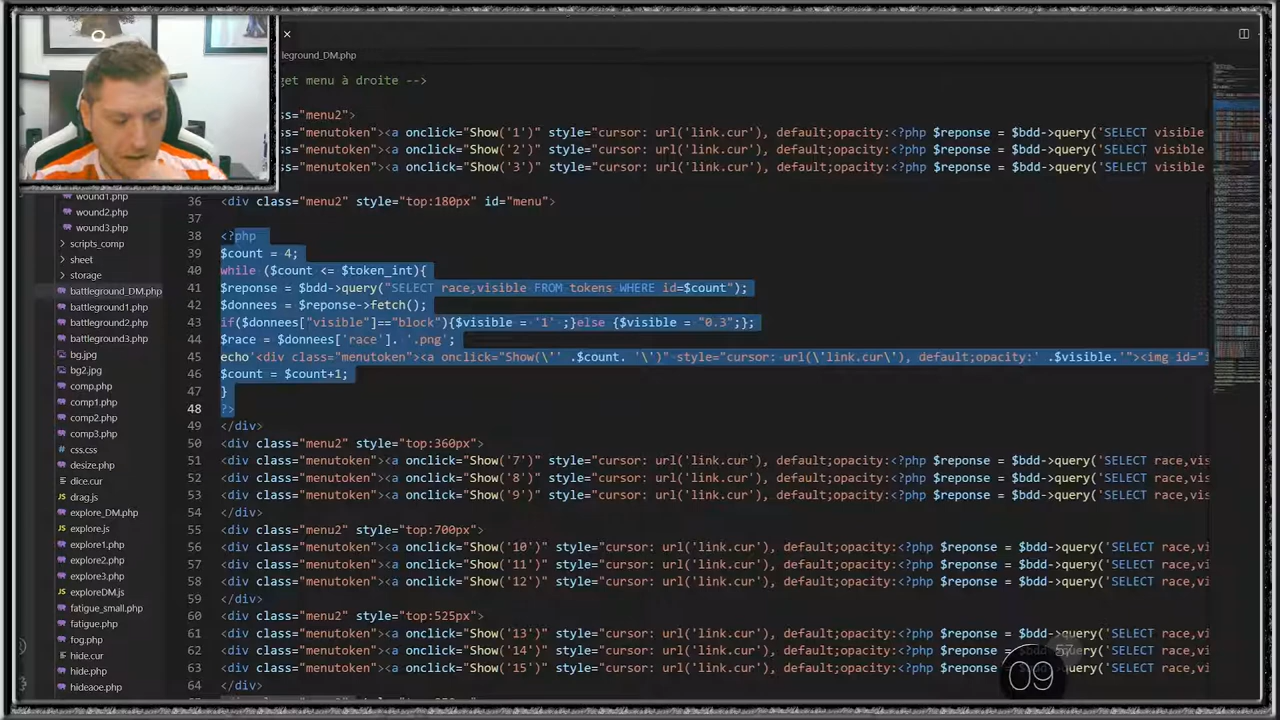 leground_DM.php
get menu à droite -->
ss="menu2">
s="menutoken"><a onclick="Show('1')" style="cursor: url('link.cur'), default;opacity:<?php $reponse = $bdd->query('SELECT visible
s="menutoken"><a onclick="Show( style="cursor: url('link.cur'), default;opacity:<?php $reponse = $bdd->query('SELECT visible
s="menutoken"><a onclick="Show( style="cursor: url('link.cur'), default;opacity:<?php $reponse = $bdd->query('SELECT visible
wound1.php
wound2.php
wound3.php
scripts_comp
sheet
storage
battleground_DM.php
battleground1.php
battleground2.php
battleground3.php
bg.jpg
bg2.jpg
comp.php
comp1.php
comp2.php
comp3.php
css.css
desize.php
dice.cur
drag.js
explore_DM.php
explore.js
explore1.php
explore2.php
explore3.php
exploreDM.js
fatigue_small.php
fatigue.php
fog.php
hide.cur
hide.php
hideaoe.php
36 <div class="menu2" style="top:190px" id=
37
38 <?php
39 $count = 4;
40 while ($count <= $token_int){
41 $reponse = $bdd->query("SELECT race,visible FROM tokens WHERE id=$count");
42 $donnees = $reponse->fetch();
43 if($donnees["visible"]=="block"){$visible = ;}else {$visible = "0.3";};
44 $race = $donnees['race']. '.png';
45 echo'<div class="menutoken"><a onclick="Show(\'' .$count. '\')" style="cursor: url(\'link.cur\'), default;opacity:' .$visible.'"><img id="
46 $count = $count+1;
47 }
48 ?>
49 </div>
50 <div class="menu2" style="top:360px">
51 <div class="menutoken"><a onclick="Show('7')" style="cursor: url('link.cur'), default;opacity:<?php $reponse = $bdd->query('SELECT race,vis
52 <div class="menutoken"><a onclick="Show('8')" style="cursor: url('link.cur'), default;opacity:<?php $reponse = $bdd->query('SELECT race,vis
53 <div class="menutoken"><a onclick="Show('9')" style="cursor: url('link.cur'), default;opacity:<?php $reponse = $bdd->query('SELECT race,vis
54 </div>
55 <div class="menu2" style="top:700px">
56 <div class="menutoken"><a onclick="Show('10')" style="cursor: url('link.cur'), default;opacity:<?php $reponse = $bdd->query('SELECT race,vi
57 <div class="menutoken"><a onclick="Show('11')" style="cursor: url('link.cur'), default;opacity:<?php $reponse = $bdd->query('SELECT race,vi
58 <div class="menutoken"><a onclick="Show('12')" style="cursor: url('link.cur'), default;opacity:<?php $reponse = $bdd->query('SELECT race,vi
59 </div>
60 <div class="menu2" style="top:525px">
61 <div class="menutoken"><a onclick="Show('13')" style="cursor: url('link.cur'), default;opacity:<?php $reponse = $bdd->query('SELECT race,vi
62 <div class="menutoken"><a onclick="Show('14')" style="cursor: url('link.cur'), default;opacity:<?php $reponse = $bdd->query('SELECT race,vi
63 <div class="menutoken"><a onclick="Show('15')" style="cursor: url('link.cur'), default;opacity:<?php $reponse = $bdd->query('SELECT race,vi
64 </div>
57
09